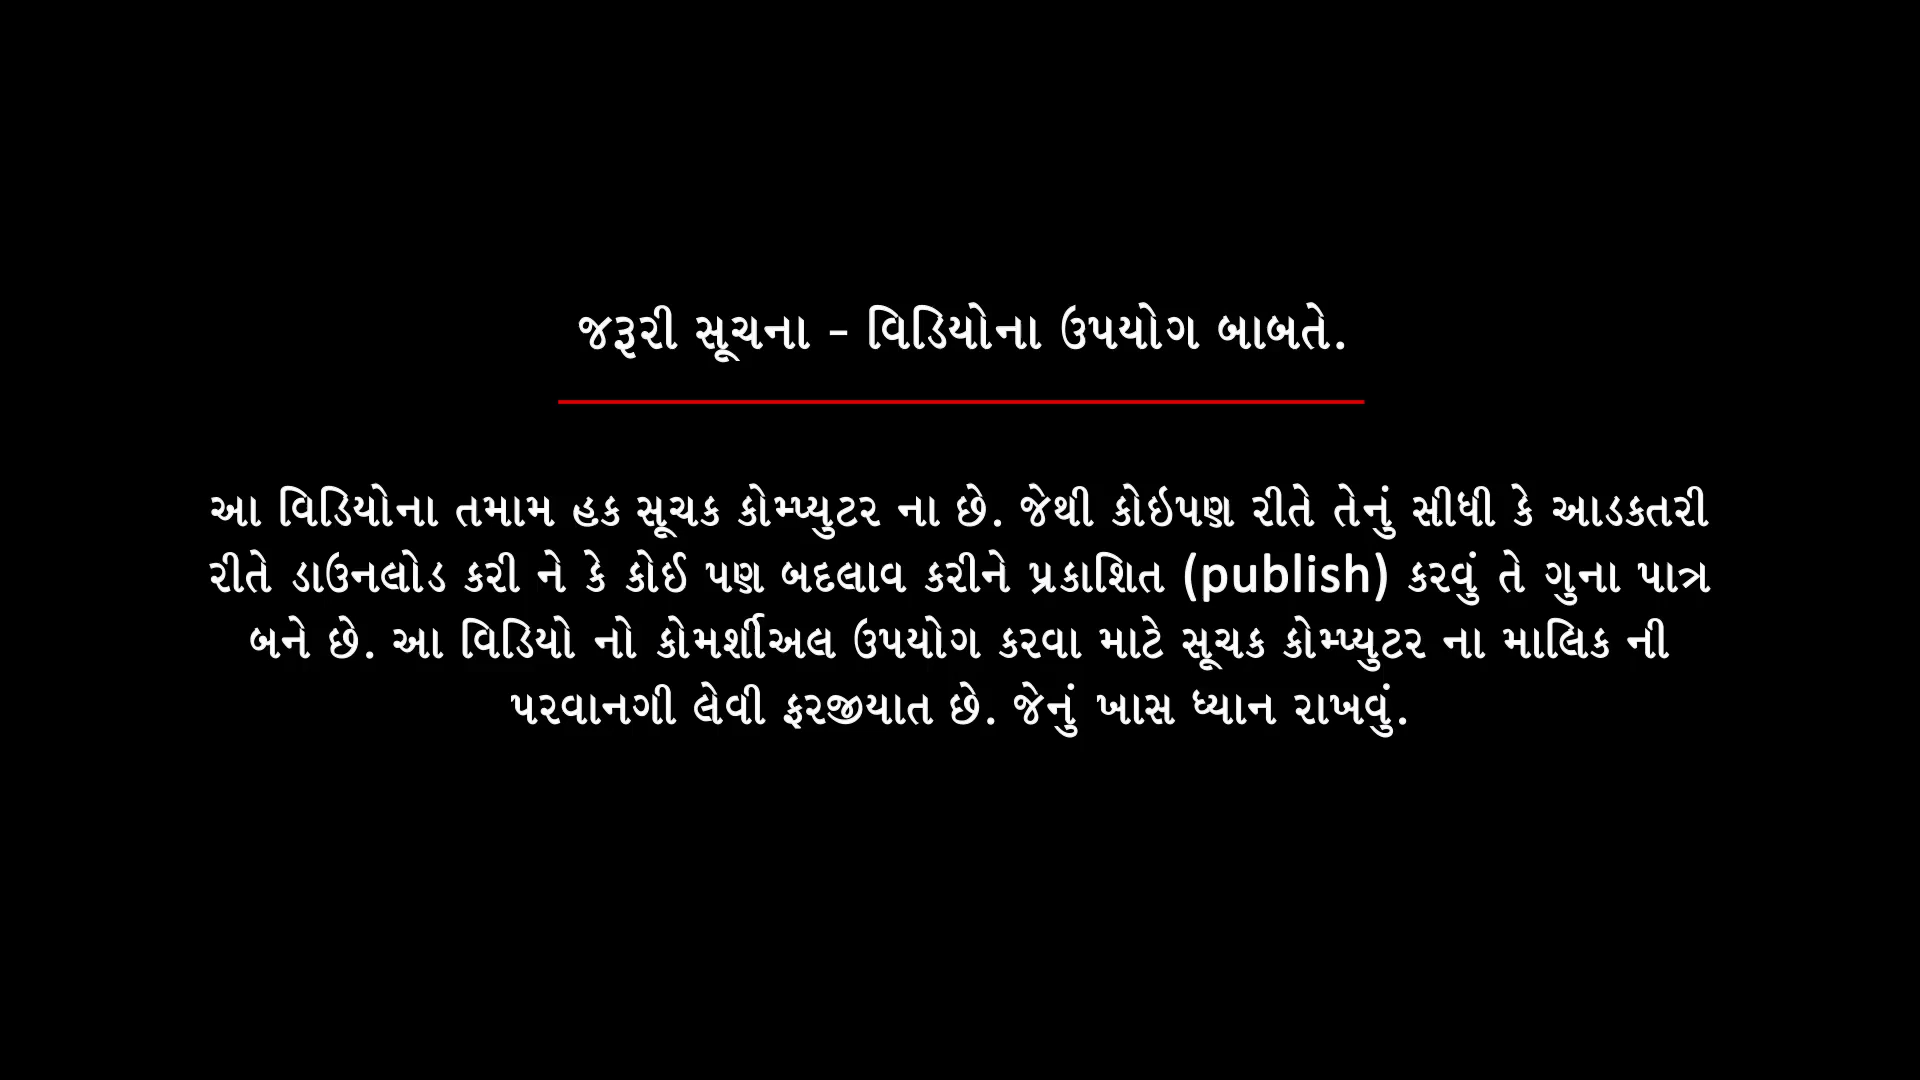 જરૂરી સૂચના - વિડિયોના ઉપયોગ બાબતે.
આ વિડિયોના તમામ હક સૂચક કોમ્પ્યુટર ના છે. જેથી કોઇપણ રીતે તેનું સીધી કે આડકતરી
રીતે ડાઉનલોડ કરી ને કે કોઈ પણ બદલાવ કરીને પ્રકાશિત (publish) કરવું તે ગુના પાત્ર
બને છે. આ વિડિયો નો કોમર્શીઅલ ઉપયોગ કરવા માટે સૂચક કોમ્પ્યુટર ના માલિક ની
પરવાનગી લેવી ફરજીયાત છે. જેનું ખાસ ધ્યાન રાખવું.